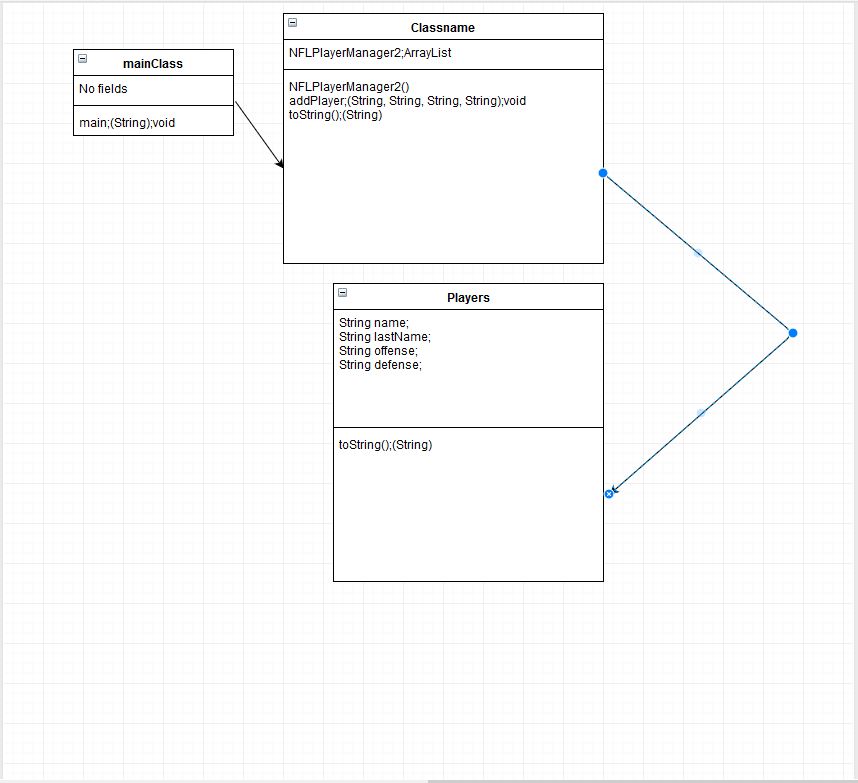 mainClass
No fields
main;(String);void
Classname
NFLPlayerManager2;ArrayList
NFLPlayerManager2()
addPlayer;(String, String, String, String);void
toString();(String)
Players
String name;
String lastName;
String offense;
String defense;
toString();(String)